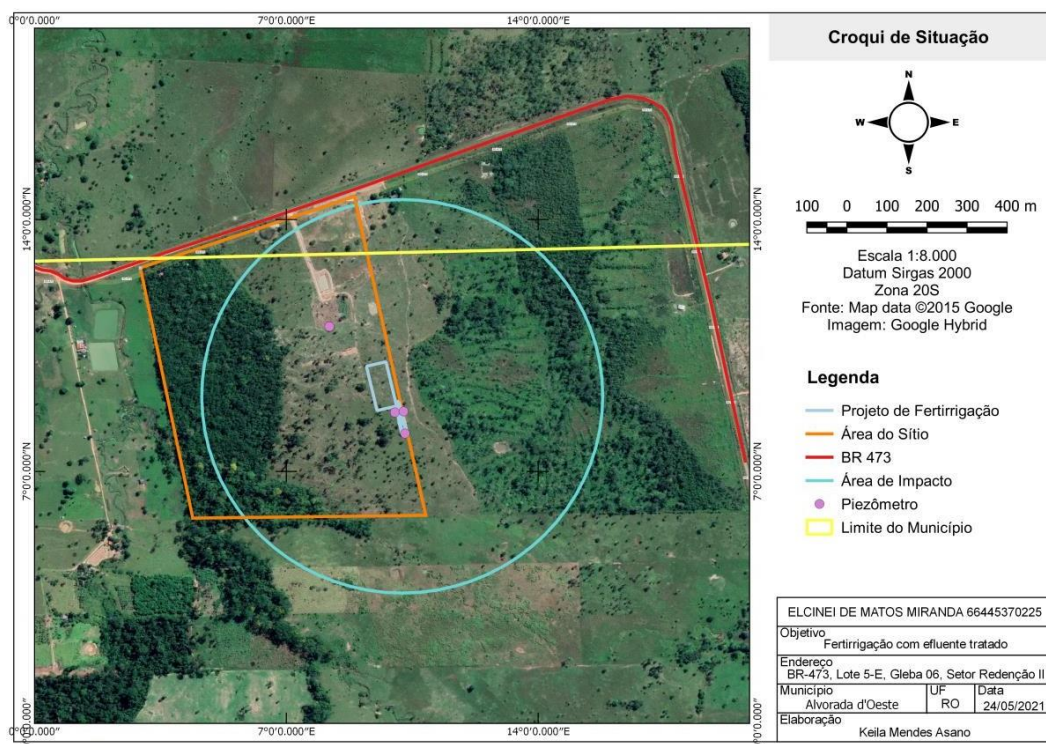 0°0'0.000" 7°0'0.000" 14°0'0.000"
14°0'0.000"N
14°0'0.000"N
7°0'0.000"N
7°0'0.000"N
0°0'0.000"
0°0'0.000"
Croqui de Situação
N
W E
S
100 0 100 200 300 400 m
Escala 1:8.000
Datum Sirgas 2000
Zona 20S
Fonte: Map data ©2015 Google
Imagem: Google Hybrid
Legenda
Projeto de Fertirrigação
Área do Sítio
BR 473
Área de Impacto
Piezômetro
Limite do Município
ELCINEI DE MATOS MIRANDA 66445370225
Objetivo
Fertirrigação com efluente tratado
Endereço
BR-473, Lote 5-E, Gleba 06, Setor Redenção II
Município UF Data
Alvorada d'Oeste RO 24/05/2021
Elaboração
Keila Mendes Asano
7°0'0.000" 14°0'0.000"